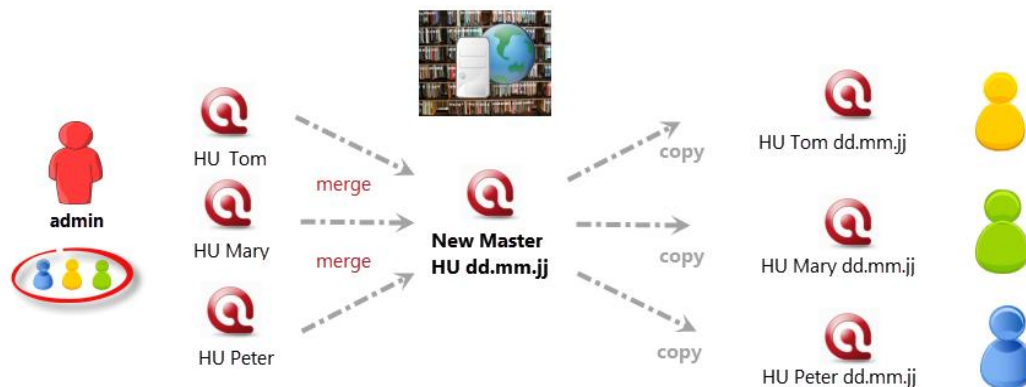 HU Tom
admin
merge
HU Mary
merge
HU Peter
New Master
HU dd.mm.jj
copy
HU Tom dd.mm.jj
copy
HU Mary dd.mm.jj
copy
HU Peter dd.mm.jj